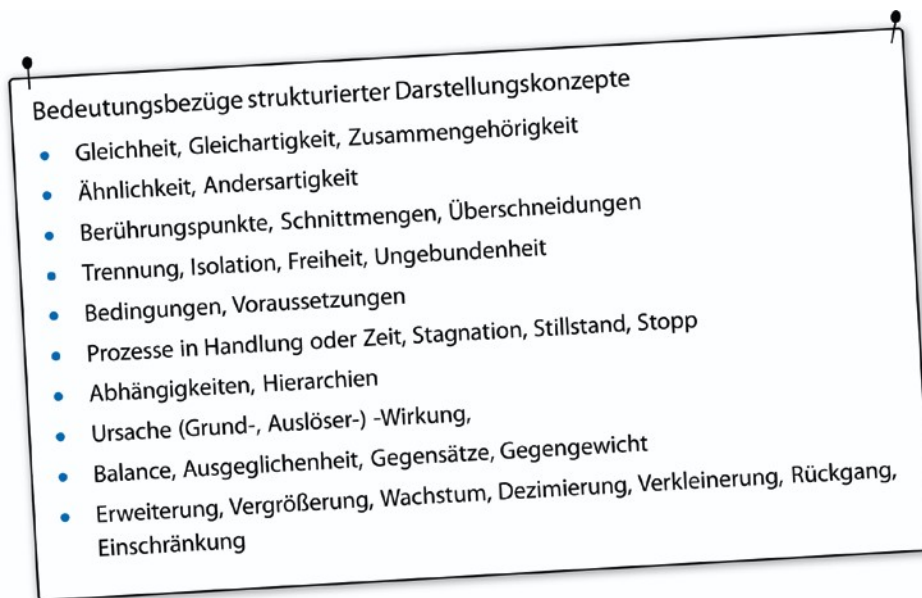 Bedeutungsbezüge strukturierter Darstellungskonzepte
• Gleichheit, Gleichartigkeit, Zusammengehörigkeit
• Ähnlichkeit, Andersartigkeit
• Berührungspunkte, Schnittmengen, Überschneidungen
• Trennung, Isolation, Freiheit, Ungebundenheit
• Bedingungen, Voraussetzungen
• Prozesse in Handlung oder Zeit, Stagnation, Stillstand, Stopp
• Abhängigkeiten, Hierarchien
• Ursache (Grund-, Auslöser-) -Wirkung,
• Balance, Ausgeglichenheit, Gegensätze, Gegengewicht
• Erweiterung, Vergrößerung, Wachstum, Dezimierung, Verkleinerung, Rückgang,
Einschränkung